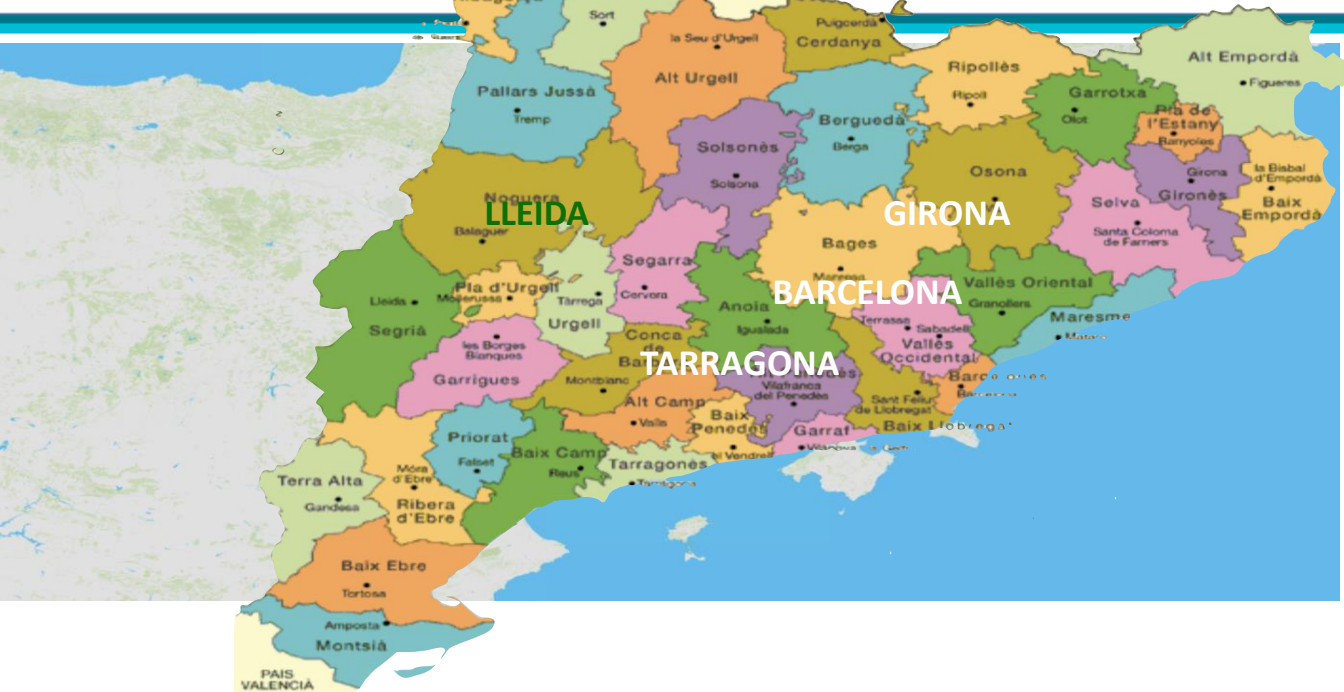 Sort
Puigcerdà
Cerdanya
la Seu d'Urgell
Alt Urgell
Pallars Jussà
Tremp
Ripollès
Ripoll
Alt Empordà
Figueres
Garrotxa
Olot
Pla de
l'Estany
Banyoles
Berguedà
Berga
Solsonès
Solsona
Osona
Girona
Gironès
la Bisbal
d'Empordà
Baix
Empordà
Selva
Santa Coloma
de Farners
Noguera
LLEIDA
Balaguer
GIRONA
Bages
Manresa
Segarra
Cervera
Pla d'Urgell
Mollerussa
Tàrrega
Urgell
Lleida
Segrià
Anoia
Igualada
BARCELONA
Vallès Oriental
Granollers
Terrassa
Sabadell
Vallès
Occidental
Maresme
les Borges
Blanques
Garrigues
Conca
de
TARRAGONA
Montblanc
Vilafranca
del Penedès
Sant Feliu
de Llobregat
Baix Llobregat
Alt Camp
Valls
Baix
Penedès
el Vendrell
Garraf
Priorat
Falset
Baix Camp
Reus
Tarragonès
Tarragona
Terra Alta
Gandesa
Móra
d'Ebre
Ribera
d'Ebre
Baix Ebre
Tortosa
Amposta
Montsià
PAIS
VALENCIÀ